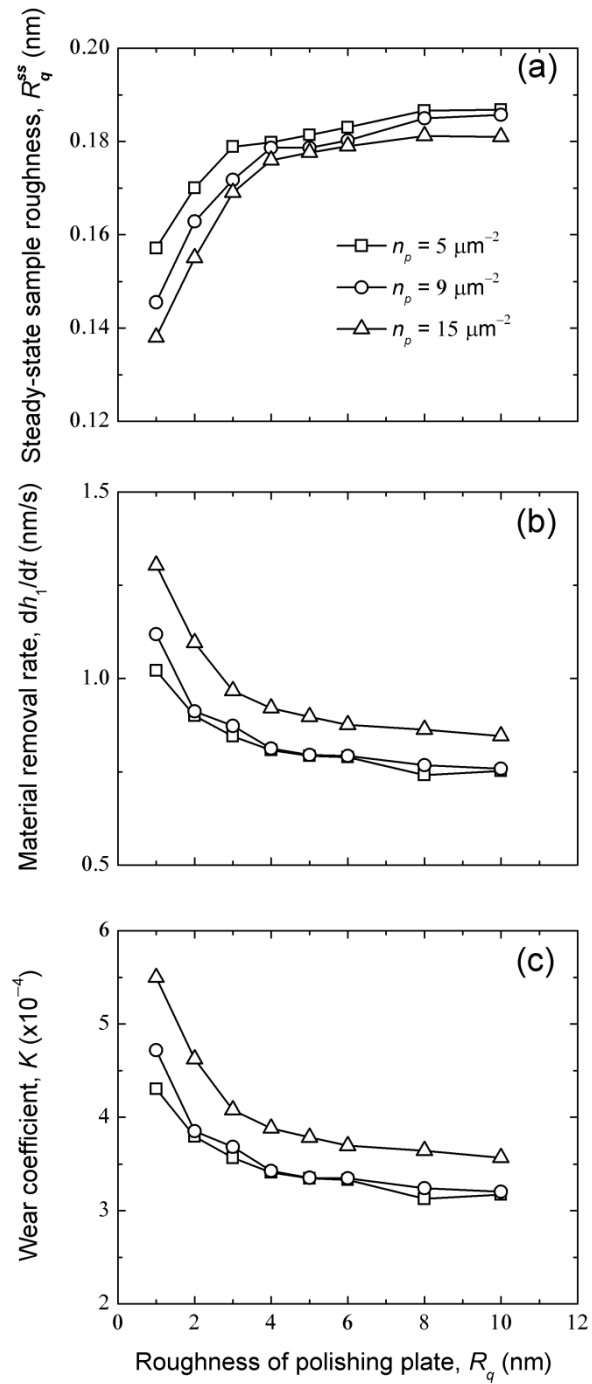 Steady-state sample roughness, R_q^ss (nm)
0.20
0.18
0.16
0.14
0.12
(a)
n_p = 5 μm⁻²
n_p = 9 μm⁻²
n_p = 15 μm⁻²
Material removal rate, dh₁/dt (nm/s)
1.5
1.0
0.5
(b)
Wear coefficient, K (x10⁻⁴)
6
5
4
3
2
(c)
0 2 4 6 8 10 12
Roughness of polishing plate, R_q (nm)